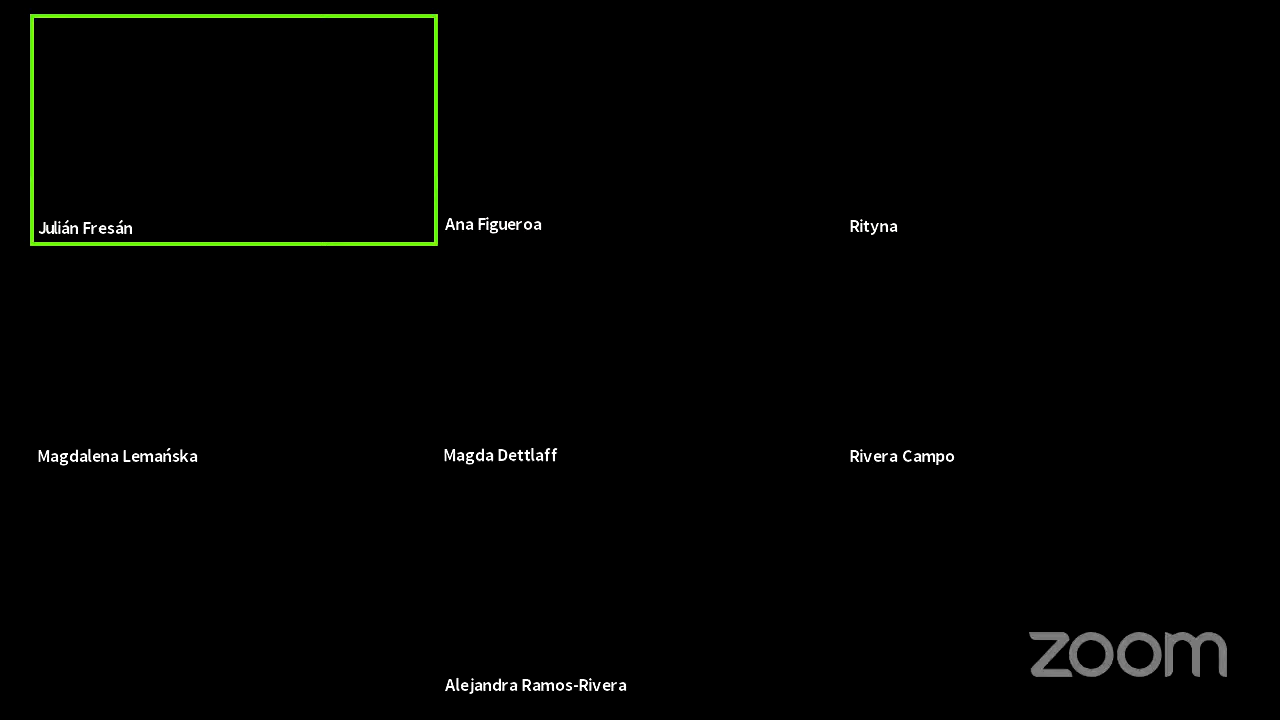 Julián Fresán
Ana Figueroa
Rityna
Magdalena Lemańska
Magda Dettlaff
Rivera Campo
Alejandra Ramos-Rivera
zoom